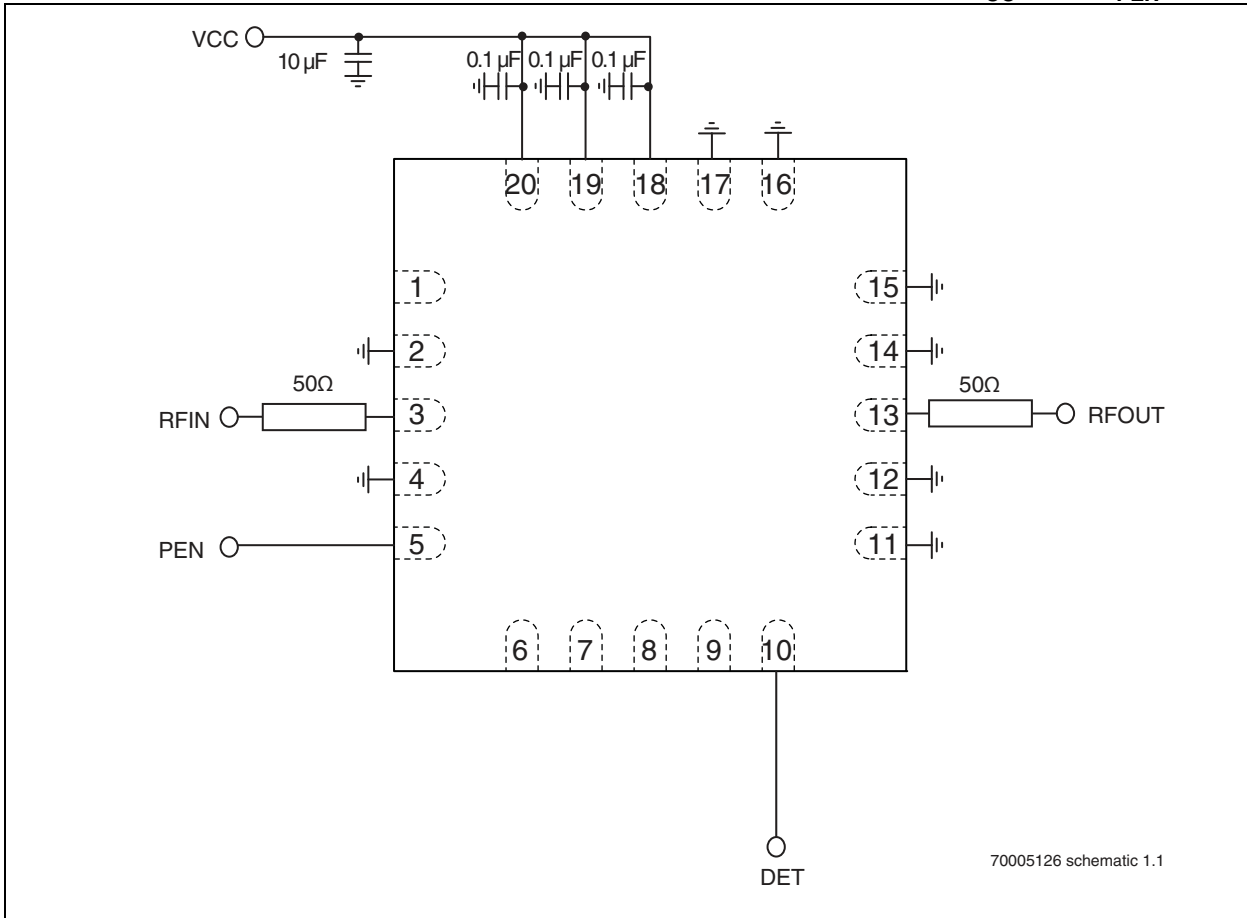 VCC
10 µF
0.1 µF 0.1 µF 0.1 µF
20 19 18 17 16
1
15
2
14
50Ω
50Ω
RFIN
3
13
RFOUT
4
12
PEN
5
11
6 7 8 9 10
DET
70005126 schematic 1.1